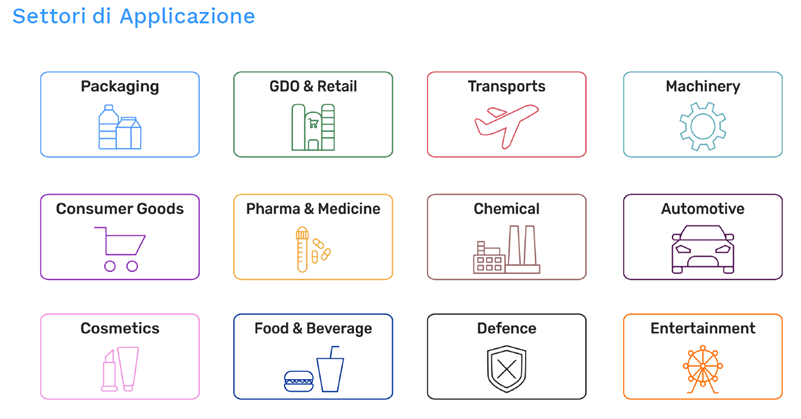 Settori di Applicazione
Packaging
GDO & Retail
Transports
Machinery
Consumer Goods
Pharma & Medicine
Chemical
Automotive
Cosmetics
Food & Beverage
Defence
Entertainment